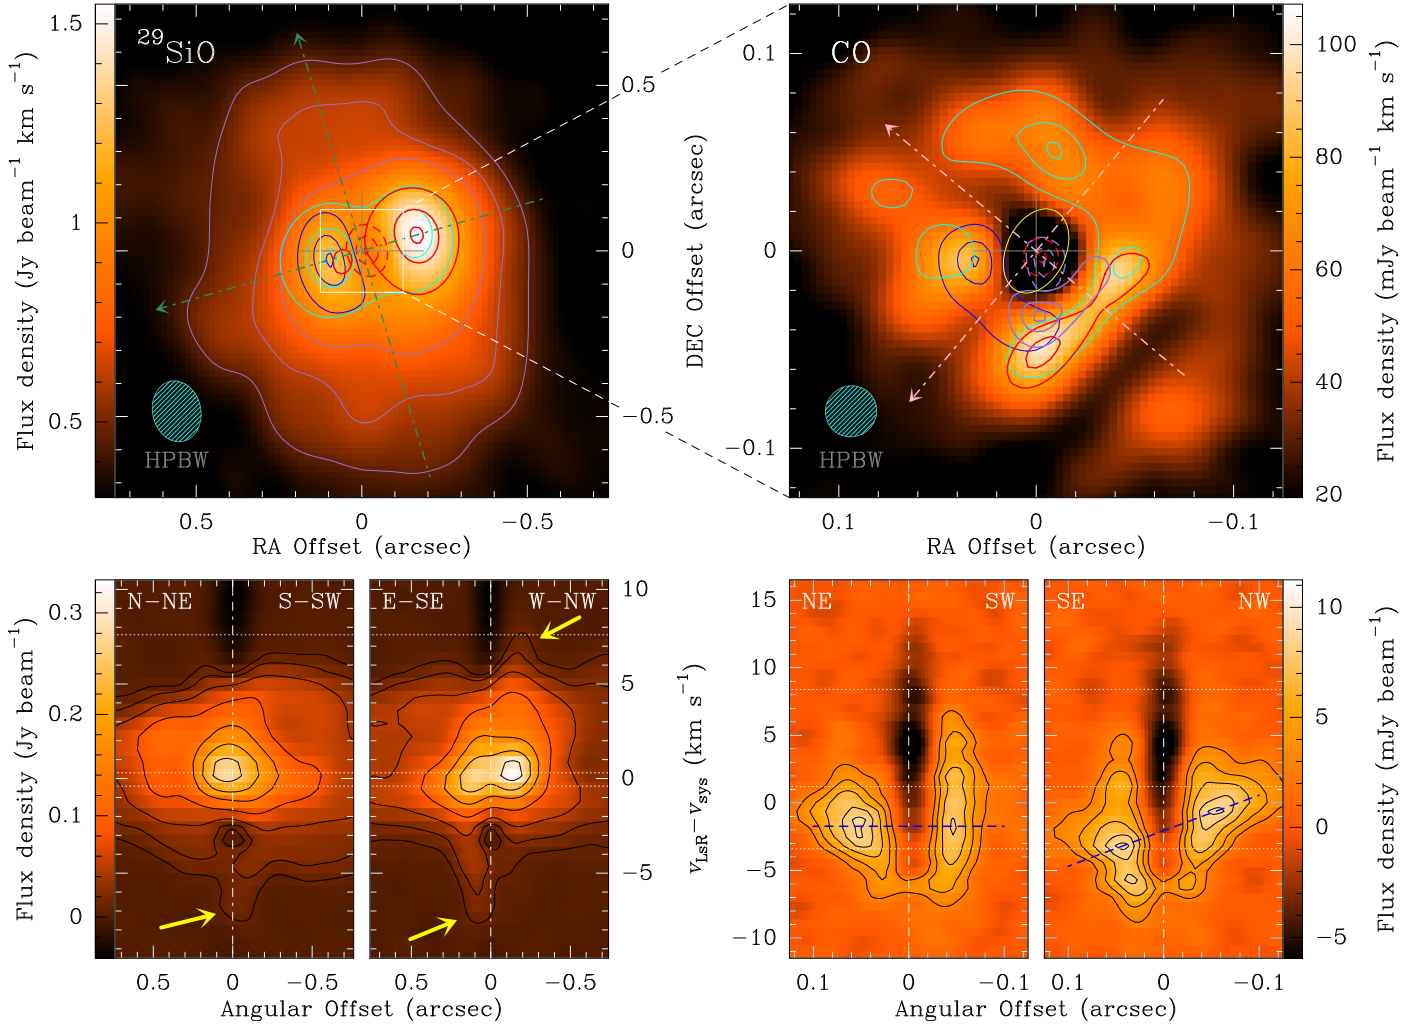 ²⁹SiO
HPBW
1.5
1
0.5
Flux density (Jy beam⁻¹ km s⁻¹)
0.5
0
−0.5
0.5
0
−0.5
RA Offset (arcsec)
CO
HPBW
0.1
0
−0.1
DEC Offset (arcsec)
0.1
0
−0.1
RA Offset (arcsec)
100
80
60
40
20
Flux density (mJy beam⁻¹ km s⁻¹)
N−NE
S−SW
E−SE
W−NW
0.3
0.2
0.1
0
Flux density (Jy beam⁻¹)
10
5
0
−5
0.5
0
−0.5
0.5
0
−0.5
Angular Offset (arcsec)
v_LSR−v_sys (km s⁻¹)
NE
SW
SE
NW
15
10
5
0
−5
−10
0.1
0
−0.1
0.1
0
−0.1
Angular Offset (arcsec)
10
5
0
−5
Flux density (mJy beam⁻¹)